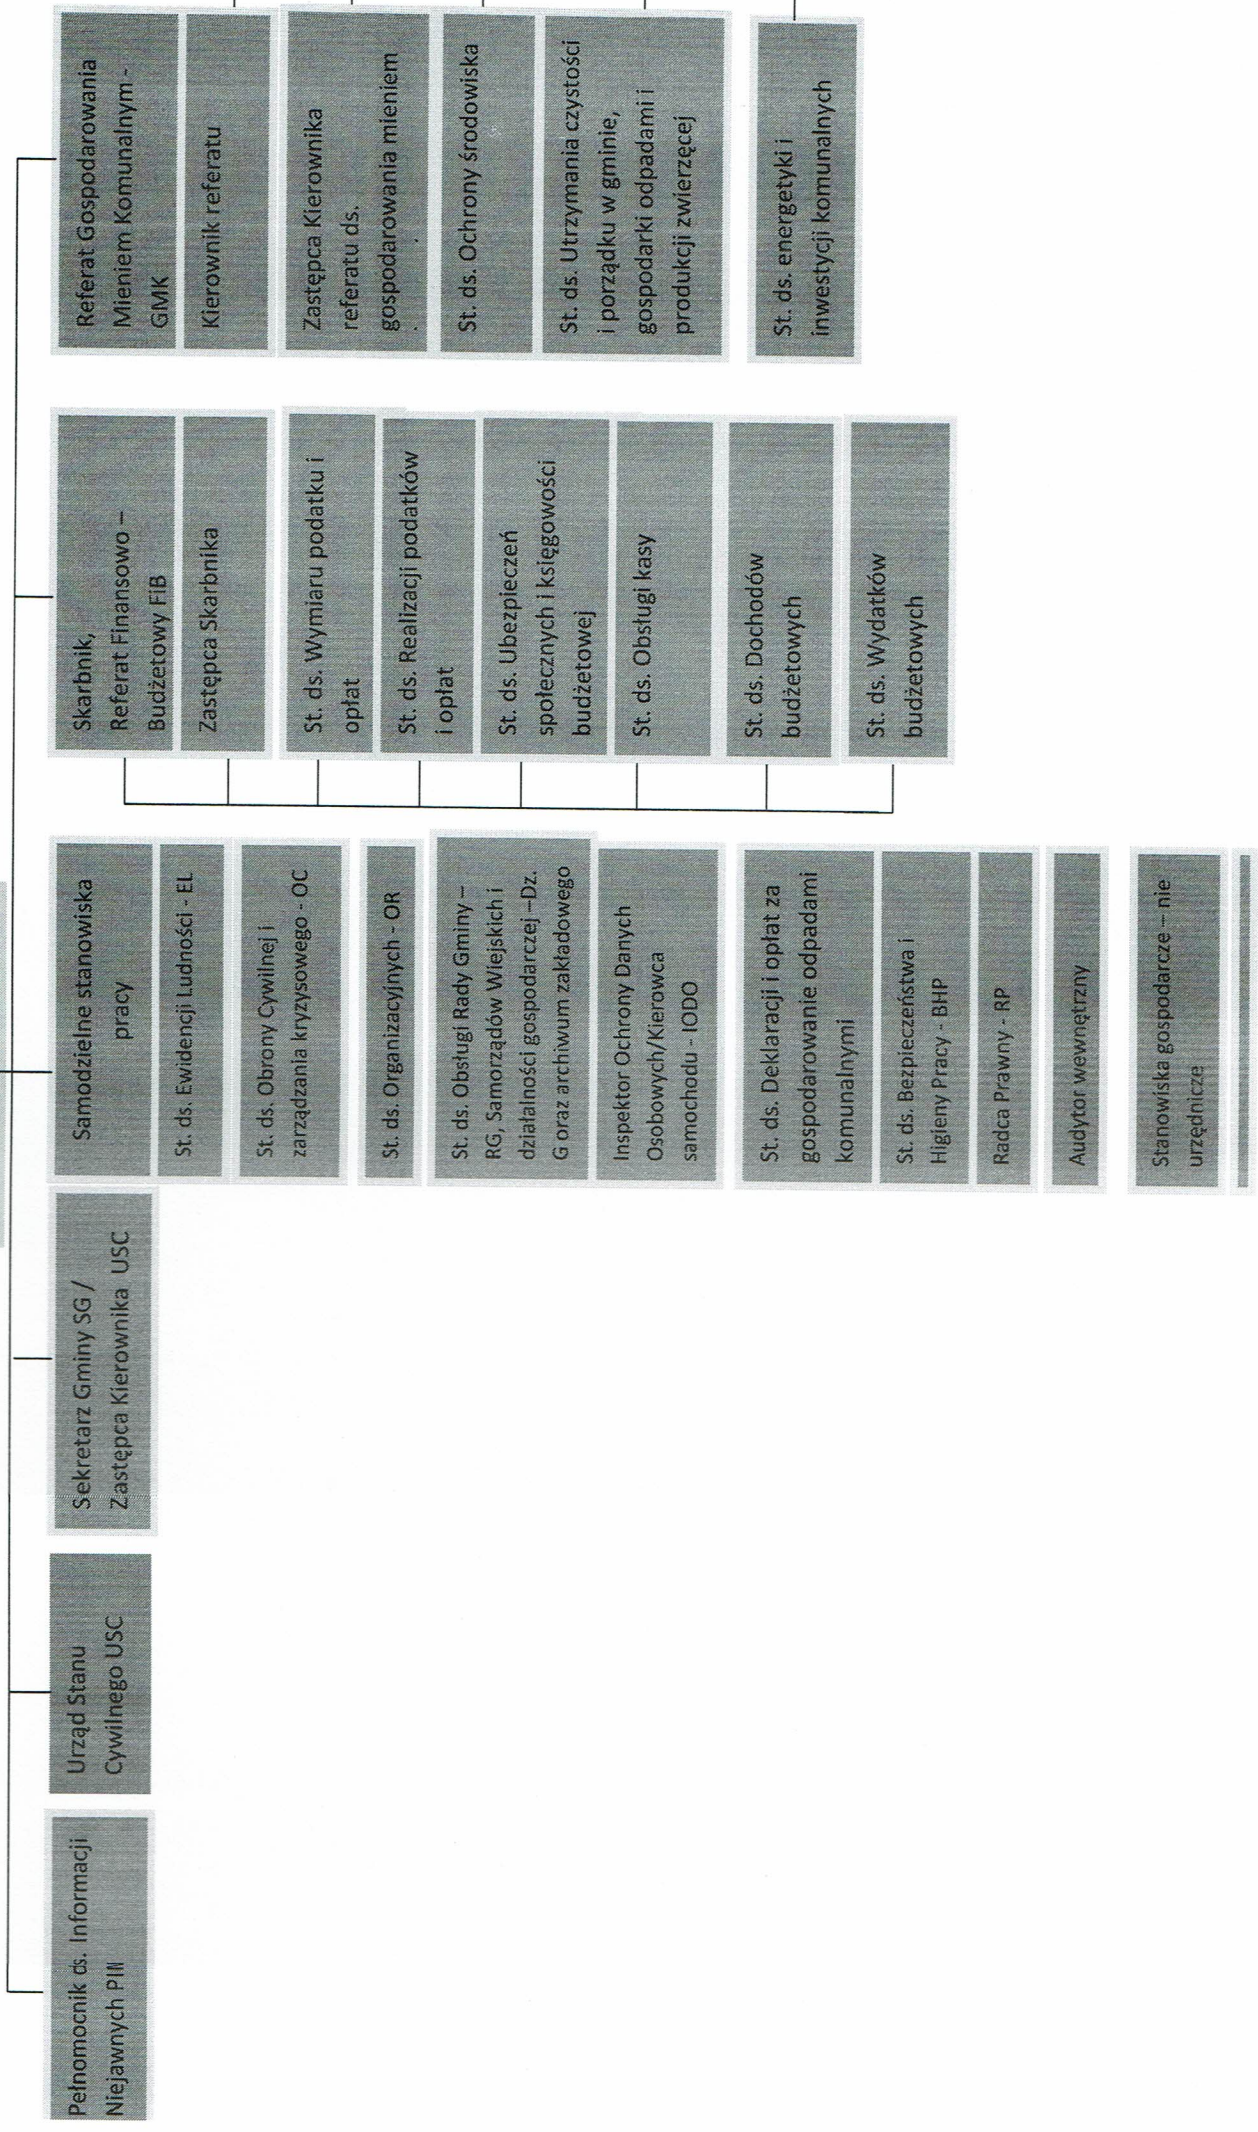 Pełnomocnik ds. Informacji
Niejawnych PIN
Urząd Stanu
Cywilnego USC
Sekretarz Gminy SG /
Zastępca Kierownika USC
Samodzielne stanowiska
pracy
St. ds. Ewidencji Ludności - EL
St. ds. Obrony Cywilnej i
zarządzania kryzysowego - OC
St. ds. Organizacyjnych - OR
St. ds. Obsługi Rady Gminy –
RG, Samorządów Wiejskich i
działalności gospodarczej –Dz.
G oraz archiwum zakładowego
Inspektor Ochrony Danych
Osobowych/Kierowca
samochodu - IODO
St. ds. Deklaracji i opłat za
gospodarowanie odpadami
komunalnymi
St. ds. Bezpieczeństwa i
Higieny Pracy - BHP
Radca Prawny - RP
Audytor wewnętrzny
Stanowiska gospodarcze – nie
urzędnicze
Skarbnik,
Referat Finansowo –
Budżetowy FiB
Zastępca Skarbnika
St. ds. Wymiaru podatku i
opłat
St. ds. Realizacji podatków
i opłat
St. ds. Ubezpieczeń
społecznych i księgowości
budżetowej
St. ds. Obsługi kasy
St. ds. Dochodów
budżetowych
St. ds. Wydatków
budżetowych
Referat Gospodarowania
Mieniem Komunalnym -
GMK
Kierownik referatu
Zastępca Kierownika
referatu ds.
gospodarowania mieniem
St. ds. Ochrony środowiska
St. ds. Utrzymania czystości
i porządku w gminie,
gospodarki odpadami i
produkcji zwierzęcej
St. ds. energetyki i
inwestycji komunalnych